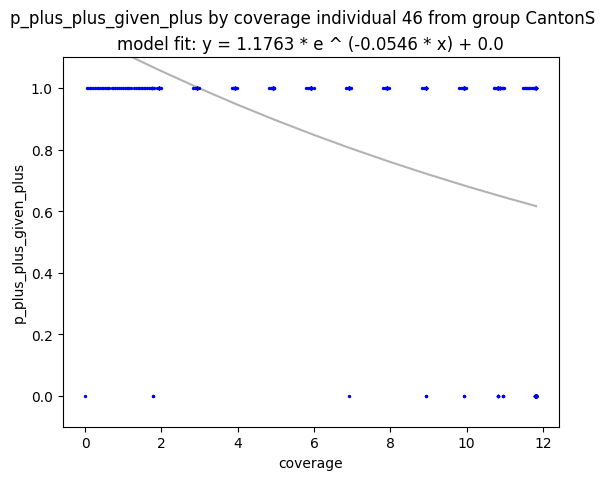 p_plus_plus_given_plus by coverage individual 46 from group CantonS
model fit: y = 1.1763 * e ^ (-0.0546 * x) + 0.0
p_plus_plus_given_plus
1.0
0.8
0.6
0.4
0.2
0.0
0 2 4 6 8 10 12
coverage